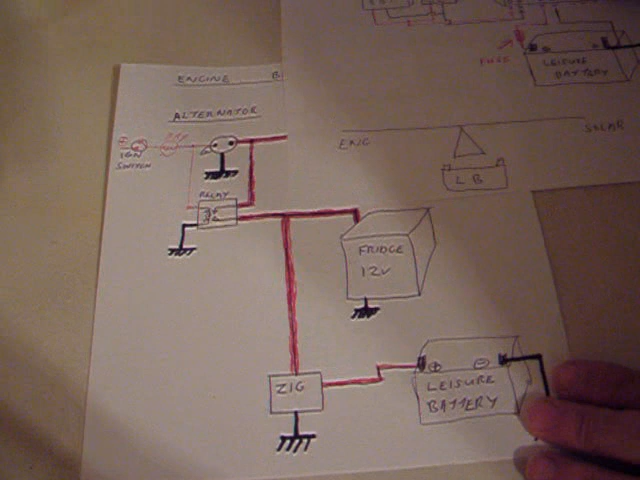 ENGINE B
ALTERNATOR
+
IGN
SWITCH
RELAY
FRIDGE
12V
ZIG
+ -
LEISURE
BATTERY
FUSE
LEISURE
BATTERY
ENG
SOLAR
L B